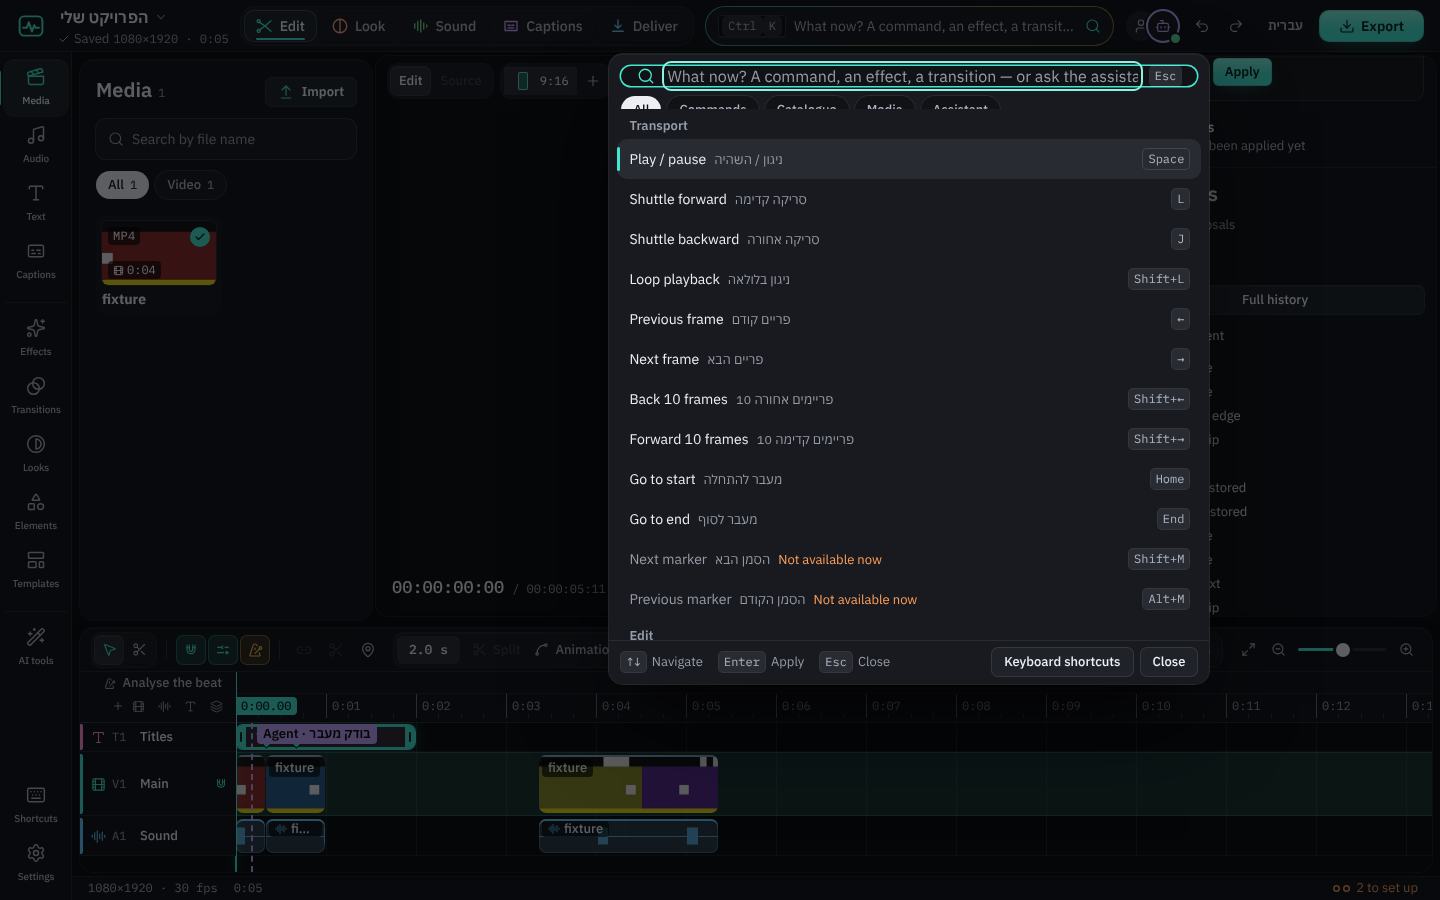 הפרויקט שלי
Saved 1080×1920 · 0:05
Edit
Look
Sound
Captions
Deliver
Ctrl K What now? A command, an effect, a transit...
עברית
Export
Media
Audio
Text
Captions
Effects
Transitions
Looks
Elements
Templates
AI tools
Shortcuts
Settings
Media 1
Import
Search by file name
All 1
Video 1
MP4
0:04
fixture
Edit
Source
9:16
00:00:00:00 / 00:00:05:11
What now? A command, an effect, a transition — or ask the assista
Esc
All
Commands
Catalogue
Media
Assistant
Transport
Play / pause ניגון / השהיה Space
Shuttle forward סריקה קדימה L
Shuttle backward סריקה אחורה J
Loop playback ניגון בלולאה Shift+L
Previous frame פריים קודם ←
Next frame פריים הבא →
Back 10 frames 10 פריימים אחורה Shift+←
Forward 10 frames 10 פריימים קדימה Shift+→
Go to start מעבר להתחלה Home
Go to end מעבר לסוף End
Next marker הסמן הבא Not available now Shift+M
Previous marker הסמן הקודם Not available now Alt+M
Edit
↑↓ Navigate
Enter Apply
Esc Close
Keyboard shortcuts
Close
Apply
been applied yet
Full history
edge
2.0 s
Split
Animatio
Analyse the beat
0:00.00
0:01
0:02
0:03
0:04
0:05
0:06
0:07
0:08
0:09
0:10
0:11
0:12
T1 Titles
Agent · בודק מעבר
V1 Main
fixture
fixture
A1 Sound
fi...
fixture
1080×1920 · 30 fps 0:05
2 to set up